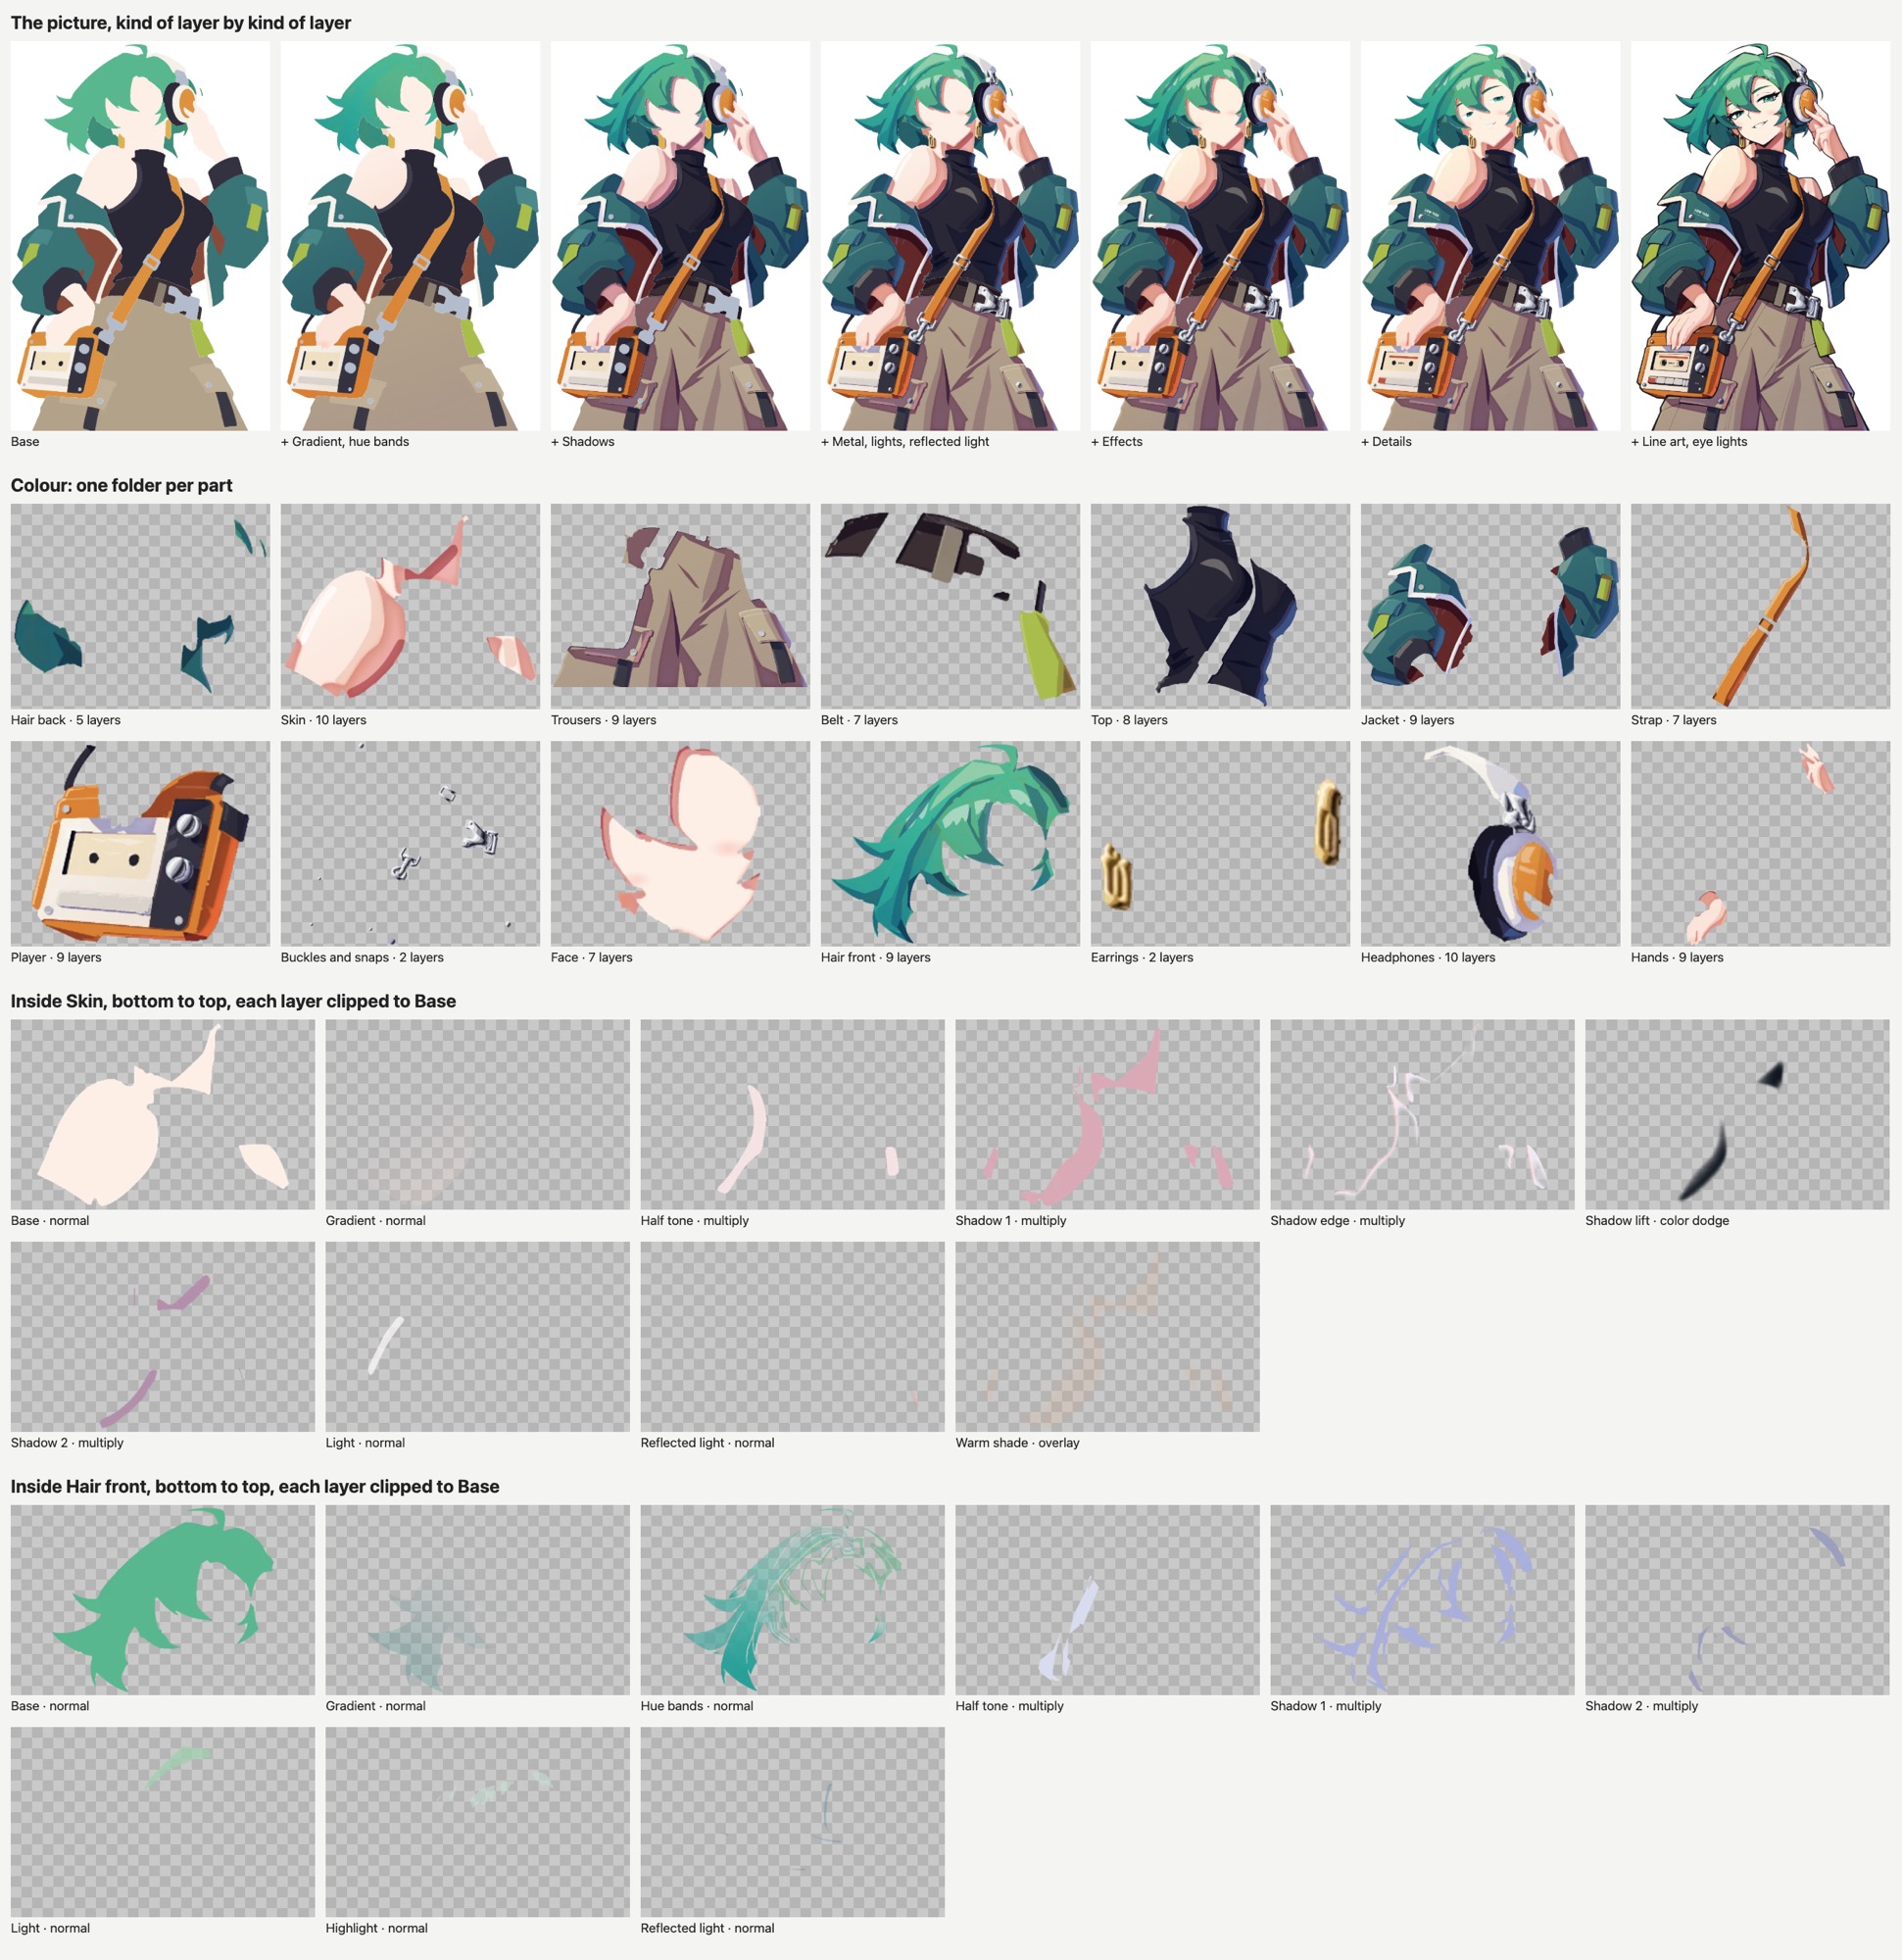 The picture, kind of layer by kind of layer
Base
+ Gradient, hue bands
+ Shadows
+ Metal, lights, reflected light
+ Effects
+ Details
+ Line art, eye lights
Colour: one folder per part
Hair back · 5 layers
Skin · 10 layers
Trousers · 9 layers
Belt · 7 layers
Top · 8 layers
Jacket · 9 layers
Strap · 7 layers
Player · 9 layers
Buckles and snaps · 2 layers
Face · 7 layers
Hair front · 9 layers
Earrings · 2 layers
Headphones · 10 layers
Hands · 9 layers
Inside Skin, bottom to top, each layer clipped to Base
Base · normal
Gradient · normal
Half tone · multiply
Shadow 1 · multiply
Shadow edge · multiply
Shadow lift · color dodge
Shadow 2 · multiply
Light · normal
Reflected light · normal
Warm shade · overlay
Inside Hair front, bottom to top, each layer clipped to Base
Base · normal
Gradient · normal
Hue bands · normal
Half tone · multiply
Shadow 1 · multiply
Shadow 2 · multiply
Light · normal
Highlight · normal
Reflected light · normal